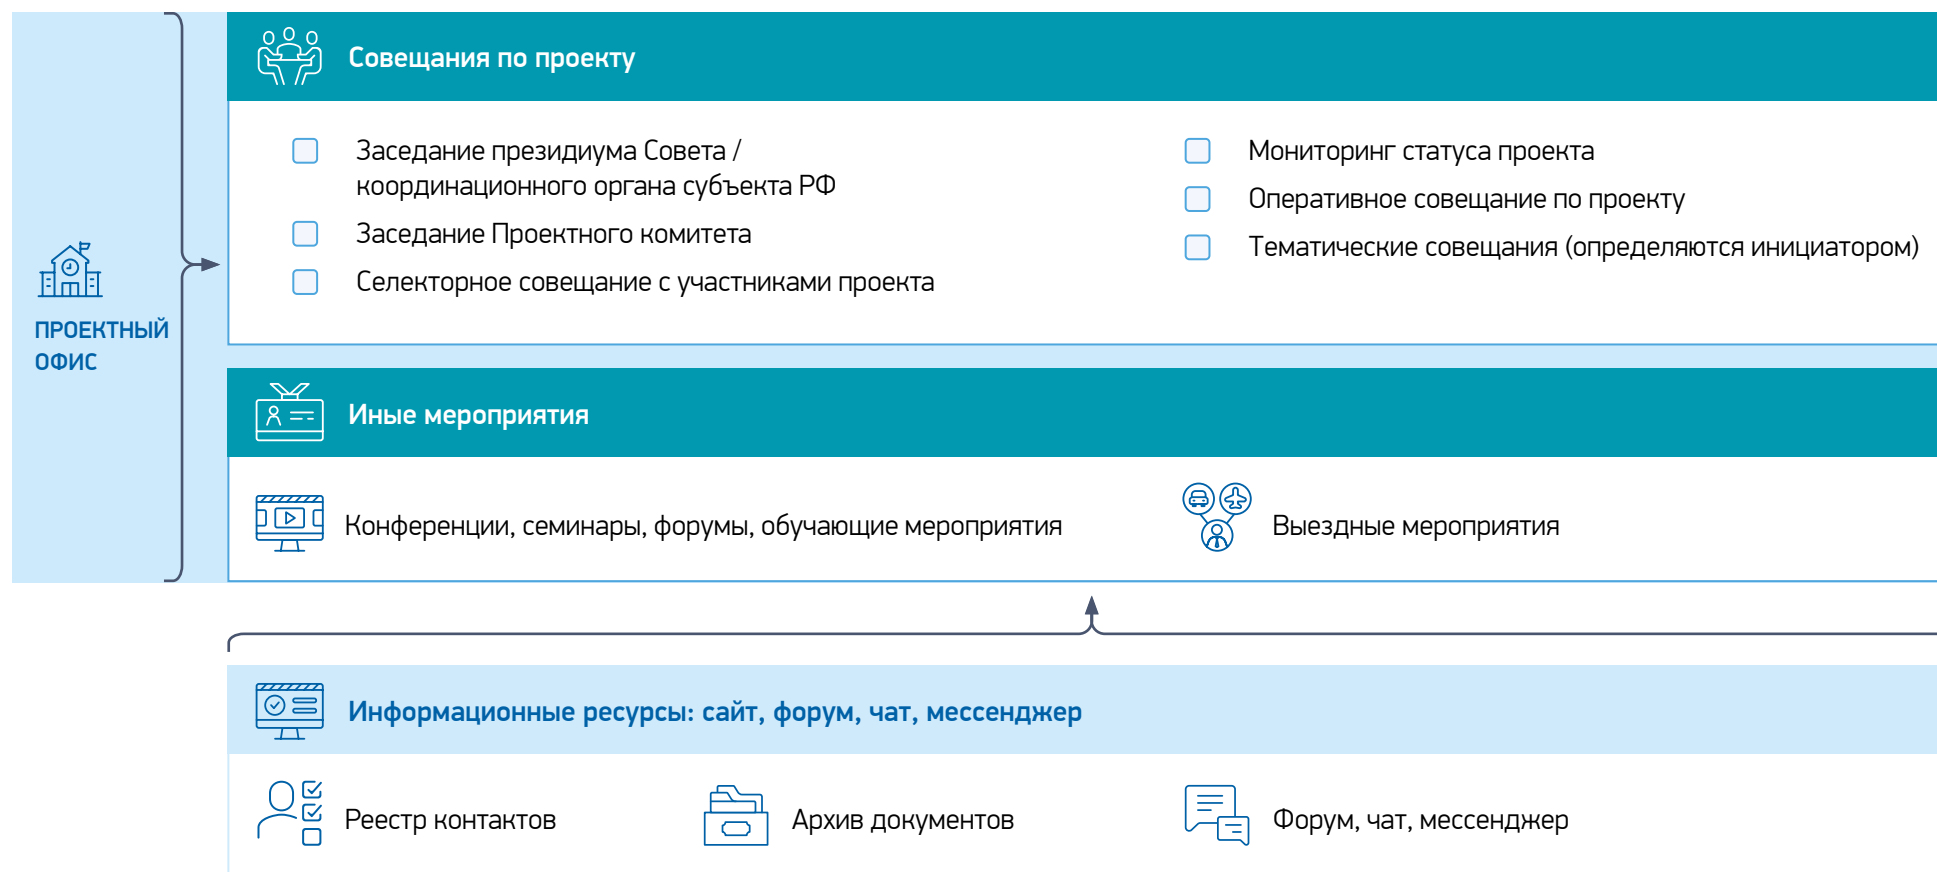 ПРОЕКТНЫЙ
ОФИС
Совещания по проекту
Заседание президиума Совета /
координационного органа субъекта РФ
Заседание Проектного комитета
Селекторное совещание с участниками проекта
Мониторинг статуса проекта
Оперативное совещание по проекту
Тематические совещания (определяются инициатором)
Иные мероприятия
Конференции, семинары, форумы, обучающие мероприятия
Выездные мероприятия
Информационные ресурсы: сайт, форум, чат, мессенджер
Реестр контактов
Архив документов
Форум, чат, мессенджер